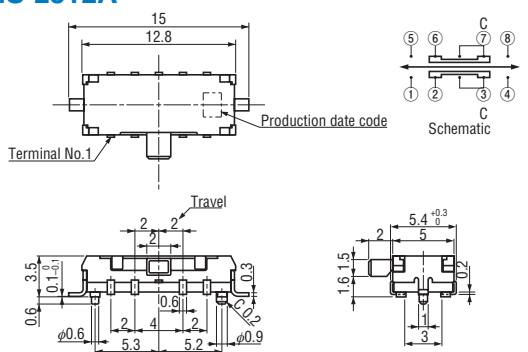 15
12.8
Production date code
Terminal No.1
C
⑤ ⑥ ⑦ ⑧
① ② ③ ④
C
Schematic
Travel
2 2
2
3.5
0.1 0 -0.1
0.6
0.3
0.6
C 0.2
2 4 2
φ0.6
φ0.9
5.3 5.2
5.4 +0.3 0
2 5
1.5
1.6
0.2
1
3